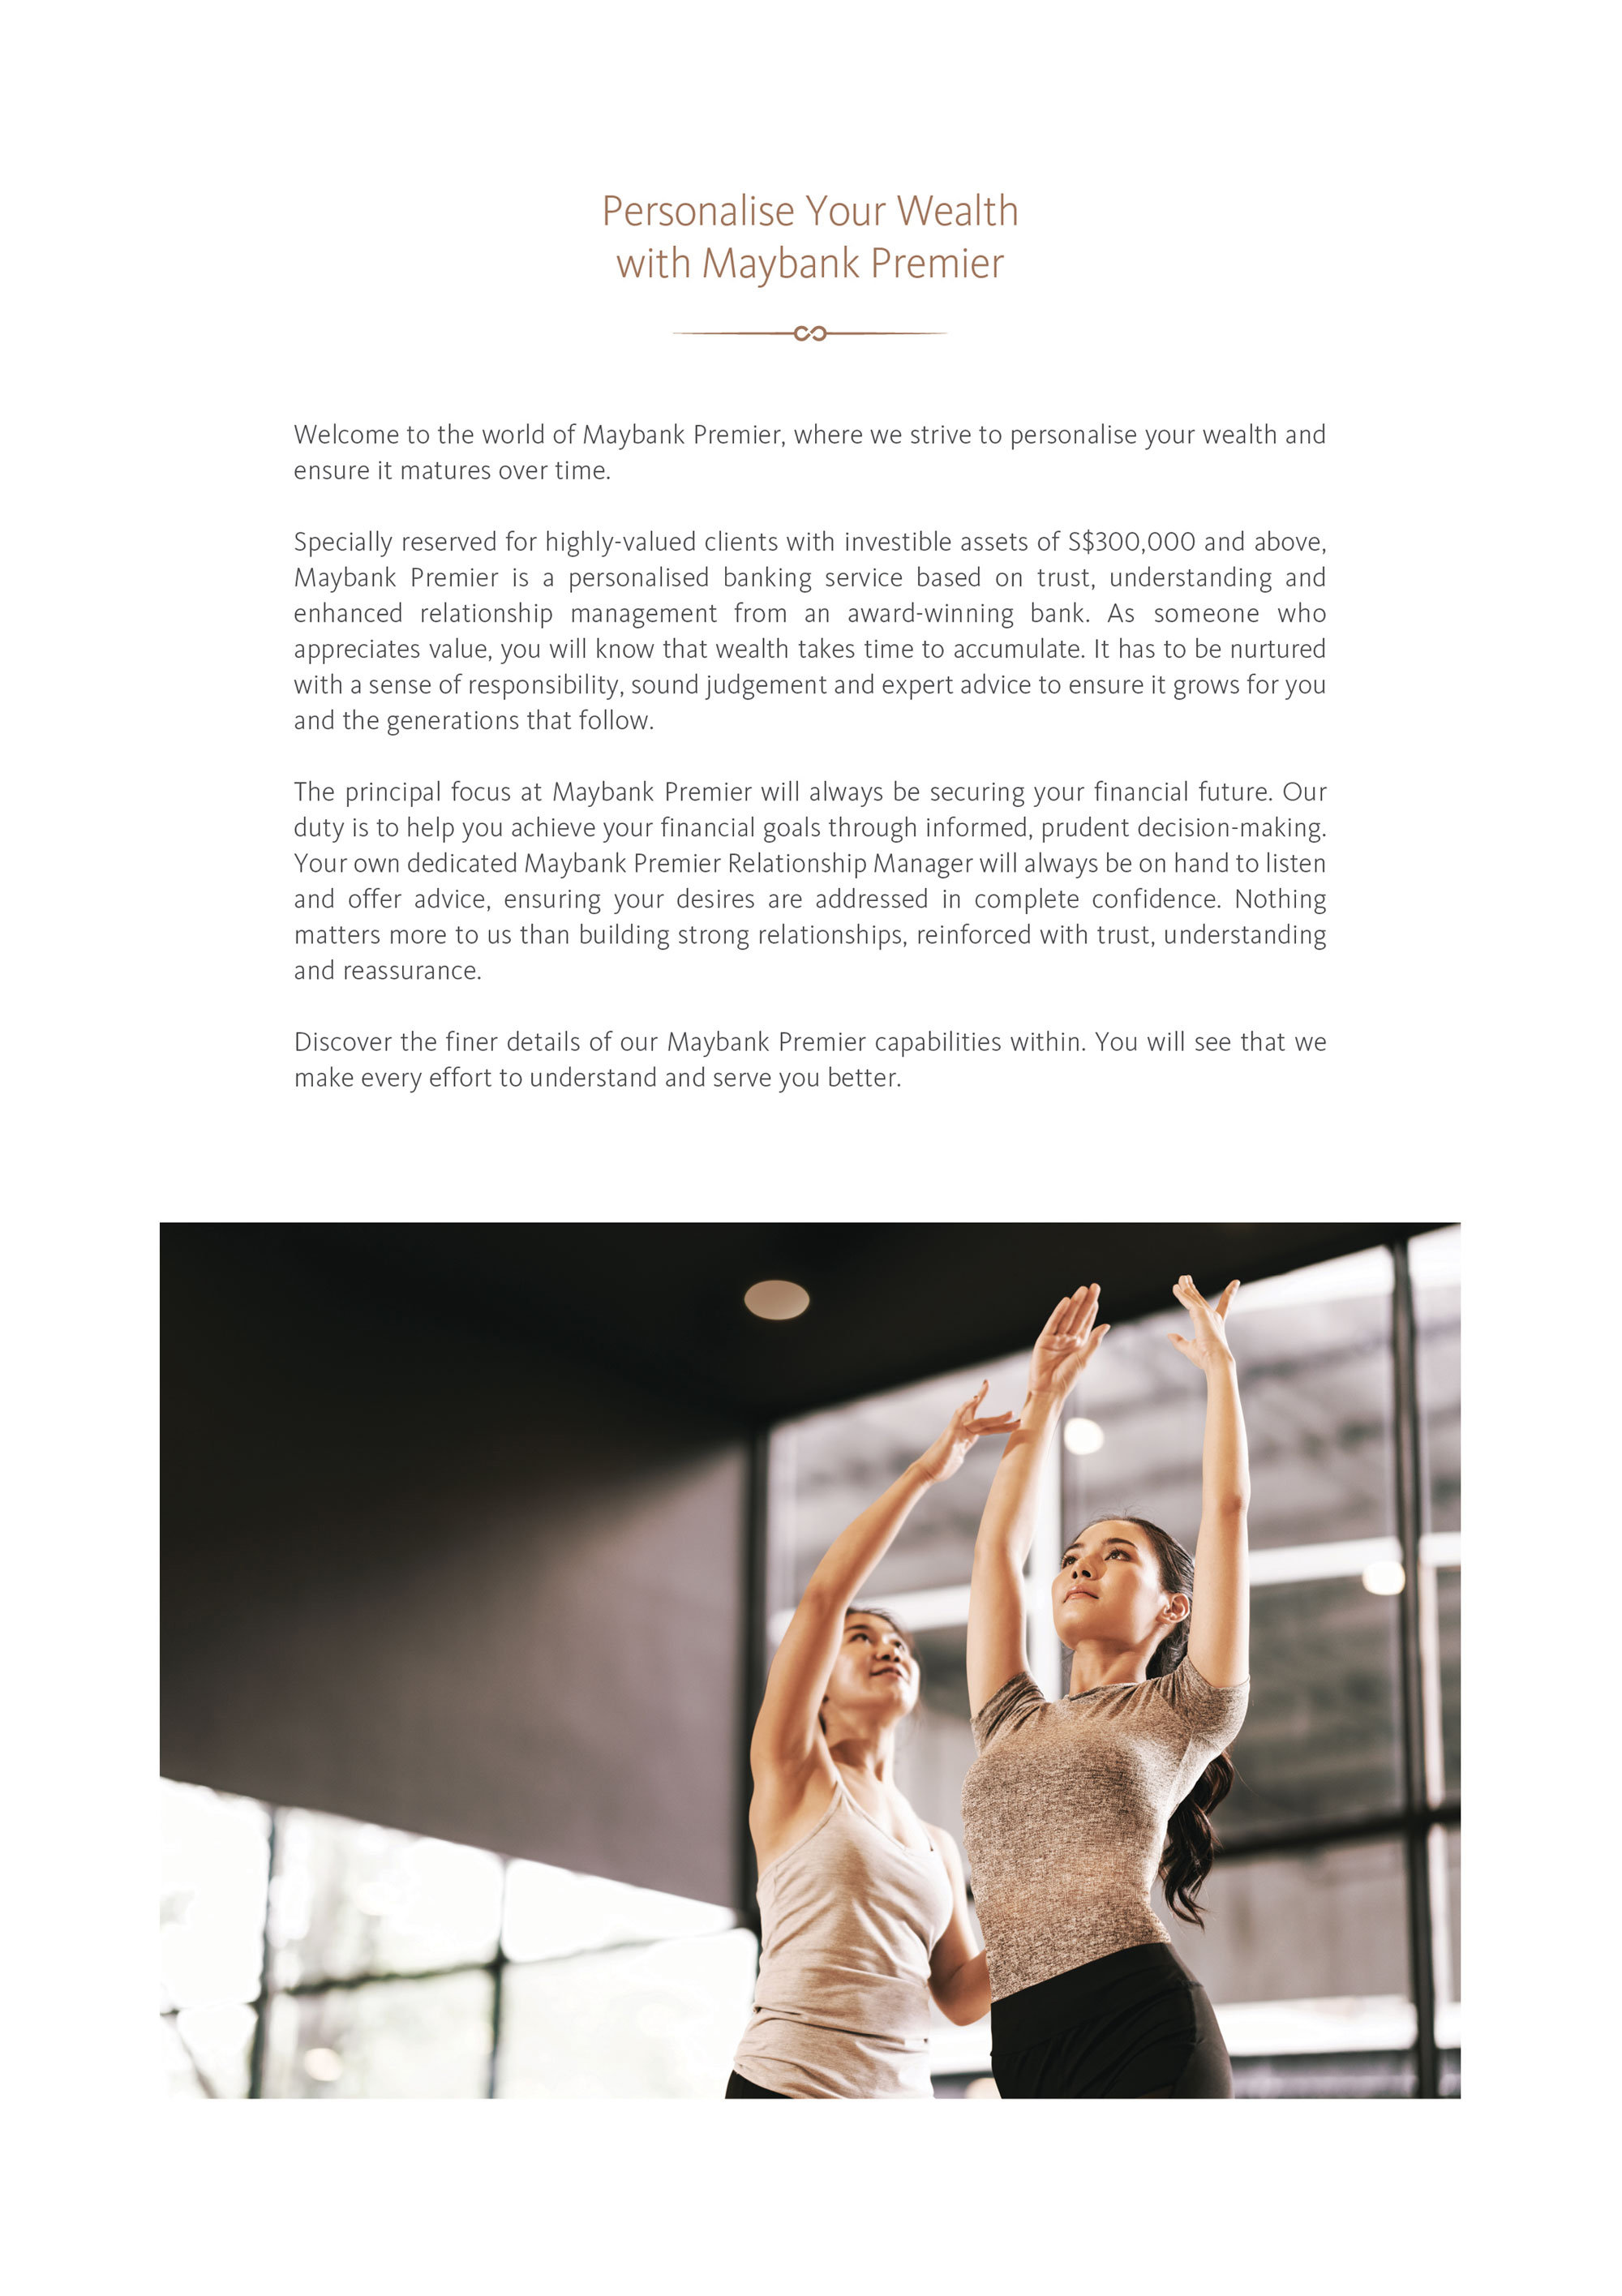 Personalise Your Wealth
with Maybank Premier
Welcome to the world of Maybank Premier, where we strive to personalise your wealth and
ensure it matures over time.
Specially reserved for highly-valued clients with investible assets of S$300,000 and above,
Maybank Premier is a personalised banking service based on trust, understanding and
enhanced relationship management from an award-winning bank. As someone who
appreciates value, you will know that wealth takes time to accumulate. It has to be nurtured
with a sense of responsibility, sound judgement and expert advice to ensure it grows for you
and the generations that follow.
The principal focus at Maybank Premier will always be securing your financial future. Our
duty is to help you achieve your financial goals through informed, prudent decision-making.
Your own dedicated Maybank Premier Relationship Manager will always be on hand to listen
and offer advice, ensuring your desires are addressed in complete confidence. Nothing
matters more to us than building strong relationships, reinforced with trust, understanding
and reassurance.
Discover the finer details of our Maybank Premier capabilities within. You will see that we
make every effort to understand and serve you better.